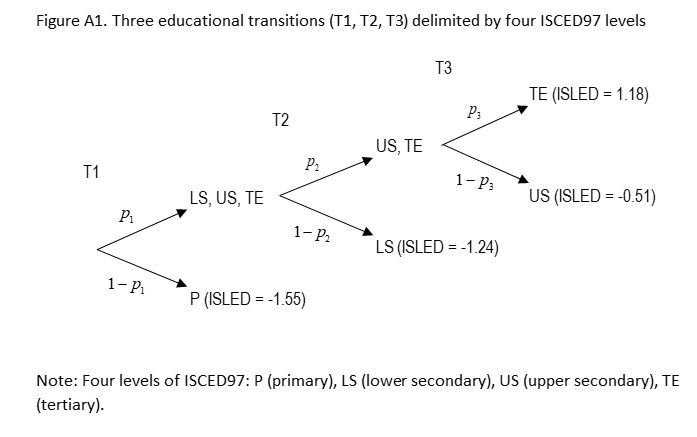 Figure A1. Three educational transitions (T1, T2, T3) delimited by four ISCED97 levels
T3
TE (ISLED = 1.18)
p3
T2
US, TE
p2
1− p3
T1
US (ISLED = -0.51)
LS, US, TE
p1
1− p2
LS (ISLED = -1.24)
1− p1
P (ISLED = -1.55)
Note: Four levels of ISCED97: P (primary), LS (lower secondary), US (upper secondary), TE
(tertiary).